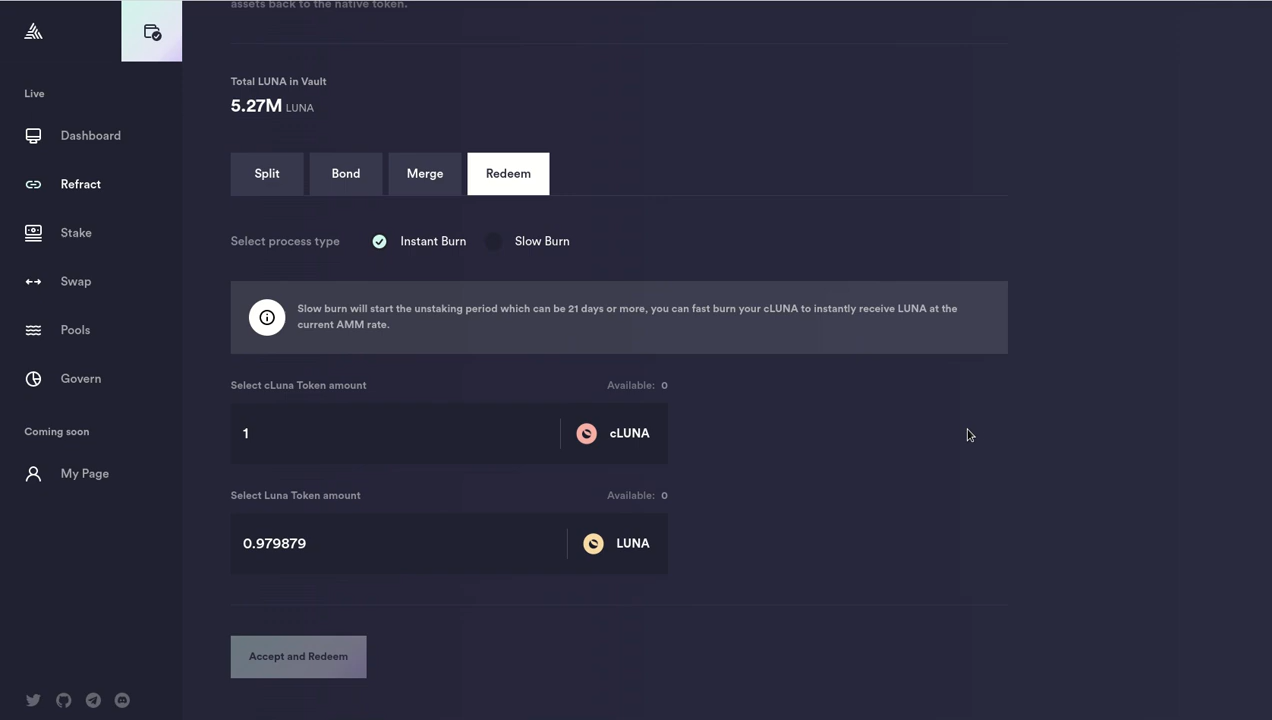 assets back to the native token.
Live
Dashboard
Refract
Stake
Swap
Pools
Govern
Coming soon
My Page
Total LUNA in Vault
5.27M LUNA
Split
Bond
Merge
Redeem
Select process type
Instant Burn
Slow Burn
Slow burn will start the unstaking period which can be 21 days or more, you can fast burn your cLUNA to instantly receive LUNA at the
current AMM rate.
Select cLuna Token amount
Available: 0
1
cLUNA
Select Luna Token amount
Available: 0
0.979879
LUNA
Accept and Redeem